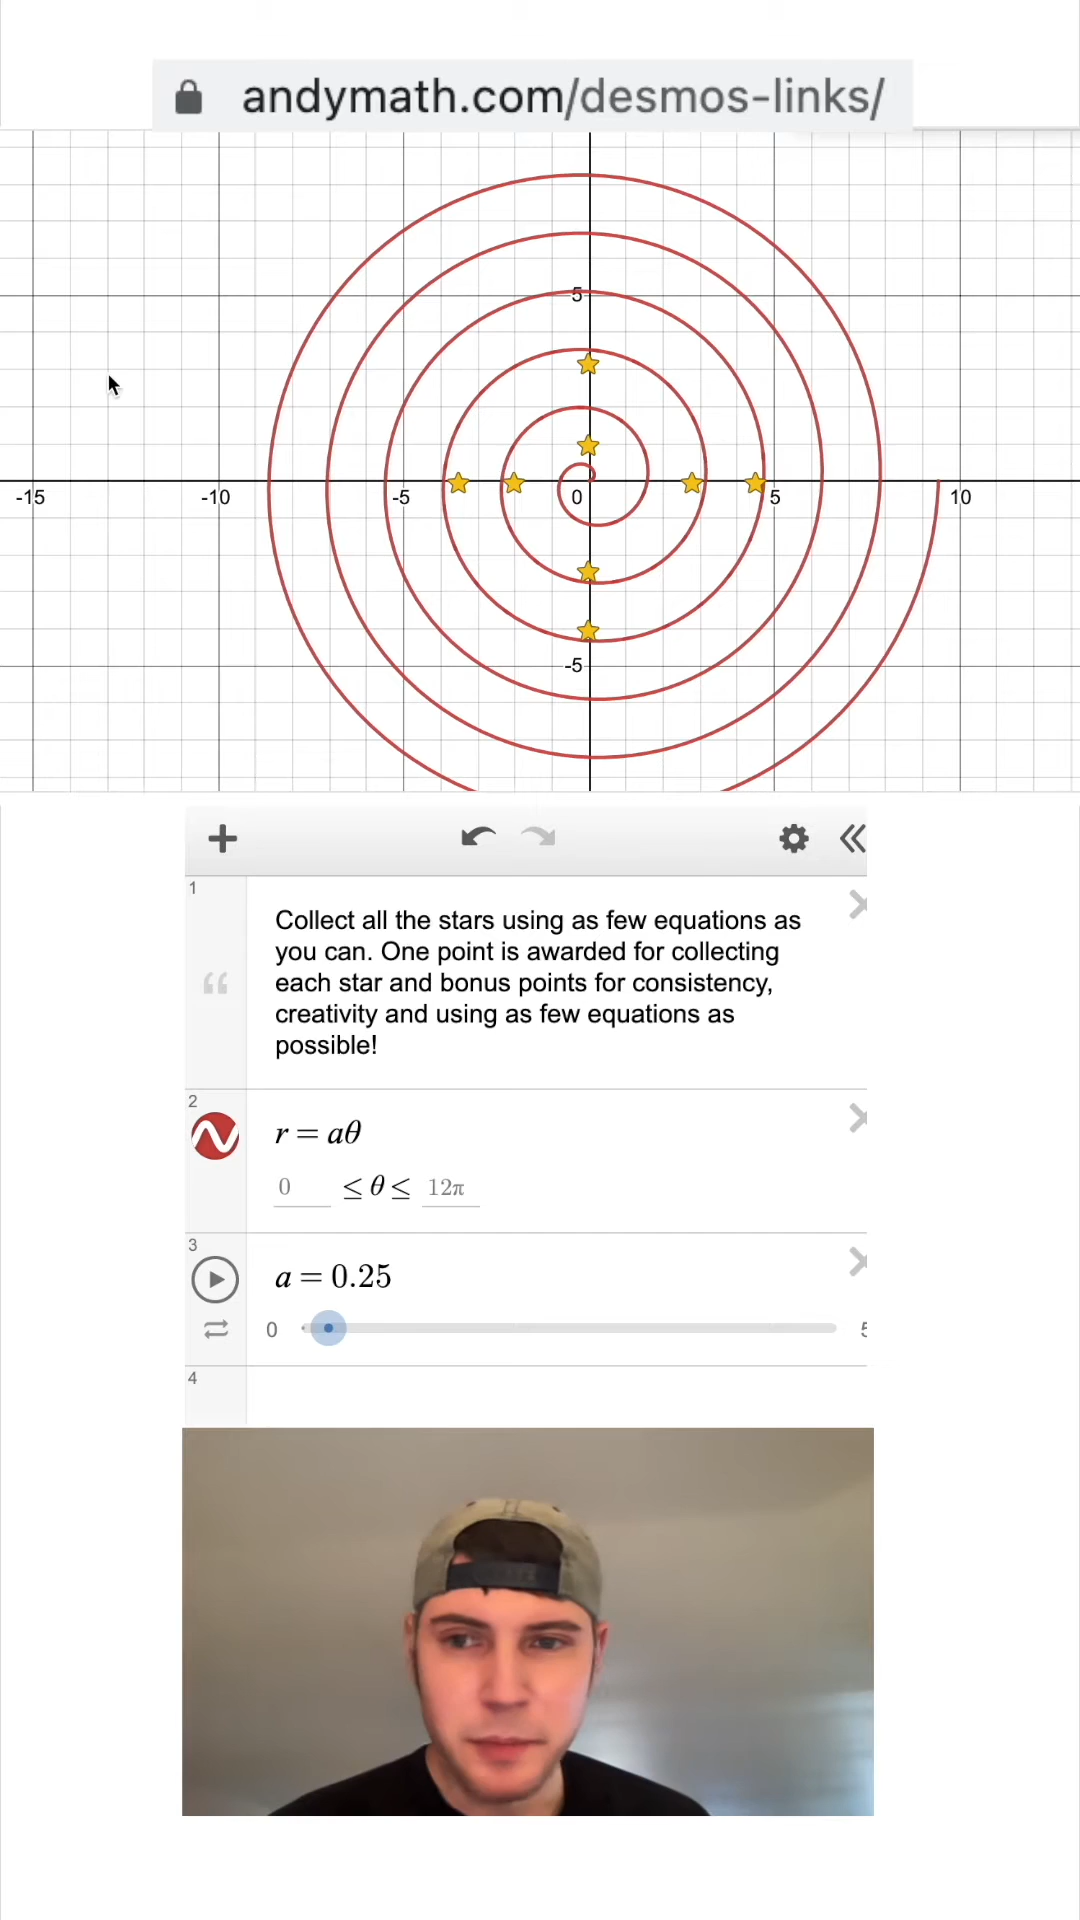 andymath.com/desmos-links/
5
-15
-10
-5
0
5
10
-5
1
Collect all the stars using as few equations as
you can. One point is awarded for collecting
each star and bonus points for consistency,
creativity and using as few equations as
possible!
2
r = aθ
0 ≤ θ ≤ 12π
3
a = 0.25
0 5
4